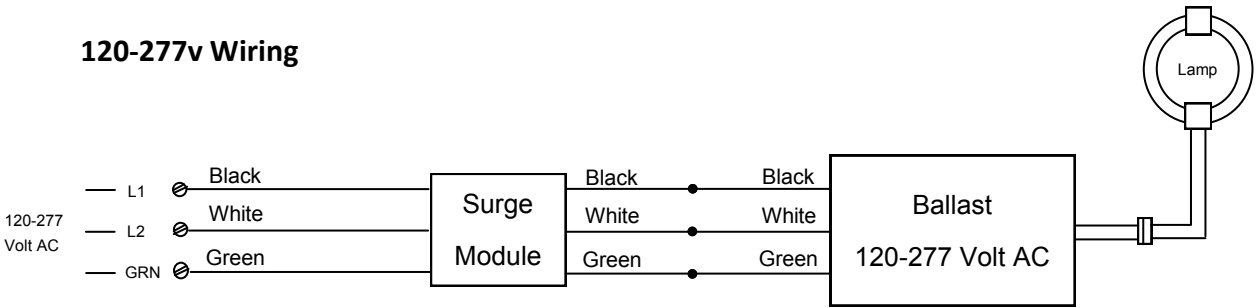 120-277v Wiring
Lamp
120-277
Volt AC
L1
Black
L2
White
GRN
Green
Surge
Module
Black
Black
White
White
Green
Green
Ballast
120-277 Volt AC